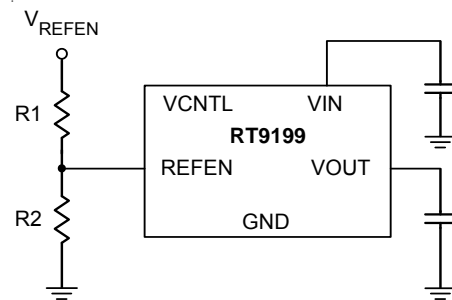 VREFEN
R1
VCNTL VIN
RT9199
REFEN VOUT
R2
GND